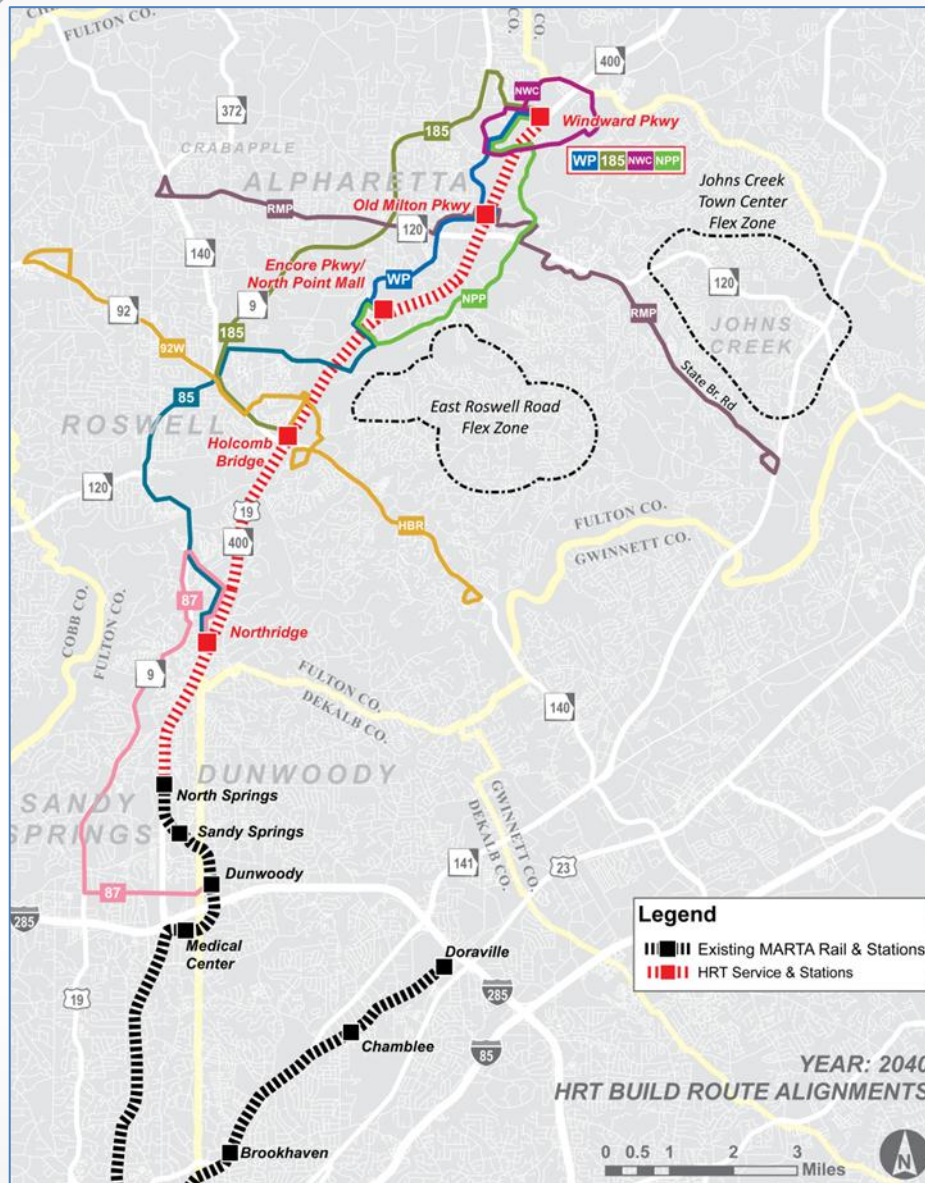 FULTON CO.
CO.
CO.
400
372
NWC
185
Windward Pkwy
CRABAPPLE
WP 185 NWC NPP
ALPHARETTA
Johns Creek
Town Center
Flex Zone
RMP
Old Milton Pkwy
120
140
Encore Pkwy/
North Point Mall
WP
120
92
9
NPP
RMP
JOHNS
CREEK
185
92W
State Br. Rd
85
East Roswell Road
Flex Zone
ROSWELL
Holcomb
Bridge
120
19
HBR
FULTON CO.
GWINNETT CO.
400
87
COBB CO.
FULTON CO.
Northridge
9
FULTON CO.
DEKALB CO.
140
DUNWOODY
North Springs
SANDY
SPRINGS
Sandy Springs
GWINNETT CO.
DEKALB CO.
141
23
Dunwoody
87
285
Legend
Medical
Center
Existing MARTA Rail & Stations
Doraville
HRT Service & Stations
19
285
Chamblee
85
YEAR: 2040
HRT BUILD ROUTE ALIGNMENTS
Brookhaven
0 0.5 1 2 3
Miles
N